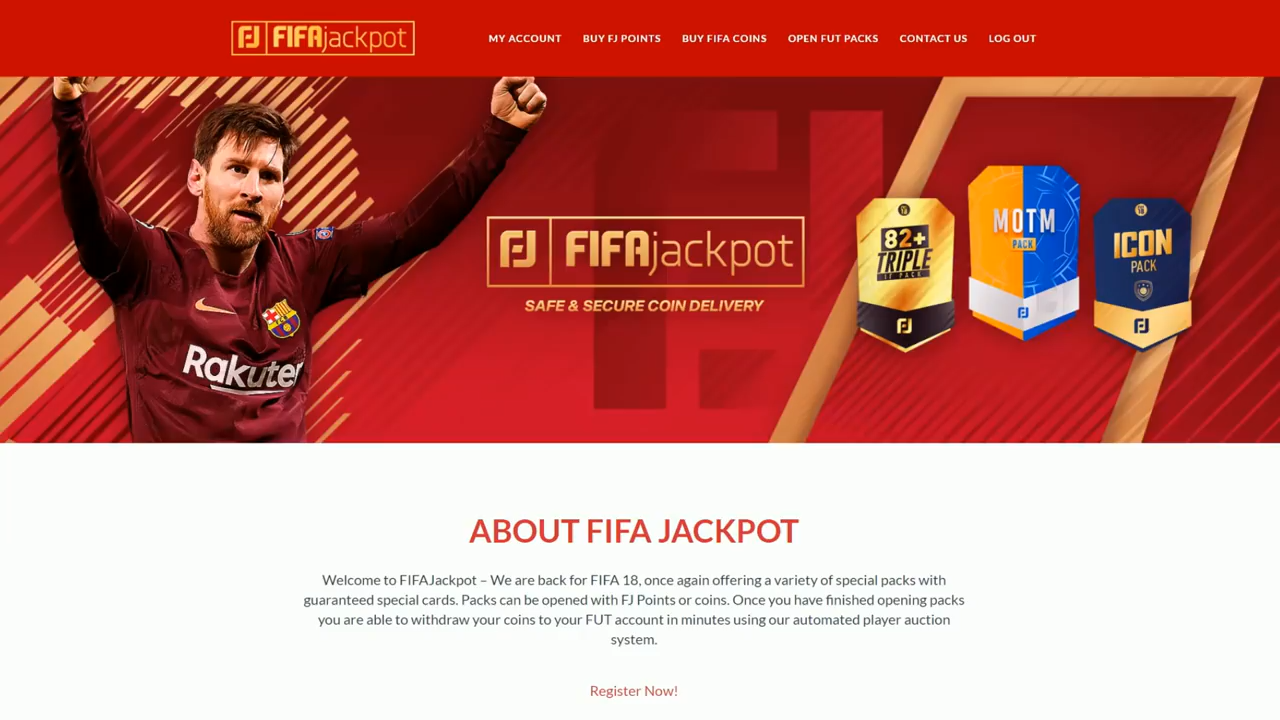 FJ FIFAjackpot
MY ACCOUNT BUY FJ POINTS BUY FIFA COINS OPEN FUT PACKS CONTACT US LOG OUT
FJ FIFAjackpot
SAFE & SECURE COIN DELIVERY
Rakuten
82+
TRIPLE
IF PACK
FJ
MOTM
PACK
FJ
ICON
PACK
FJ
ABOUT FIFA JACKPOT
Welcome to FIFAJackpot – We are back for FIFA 18, once again offering a variety of special packs with
guaranteed special cards. Packs can be opened with FJ Points or coins. Once you have finished opening packs
you are able to withdraw your coins to your FUT account in minutes using our automated player auction
system.
Register Now!